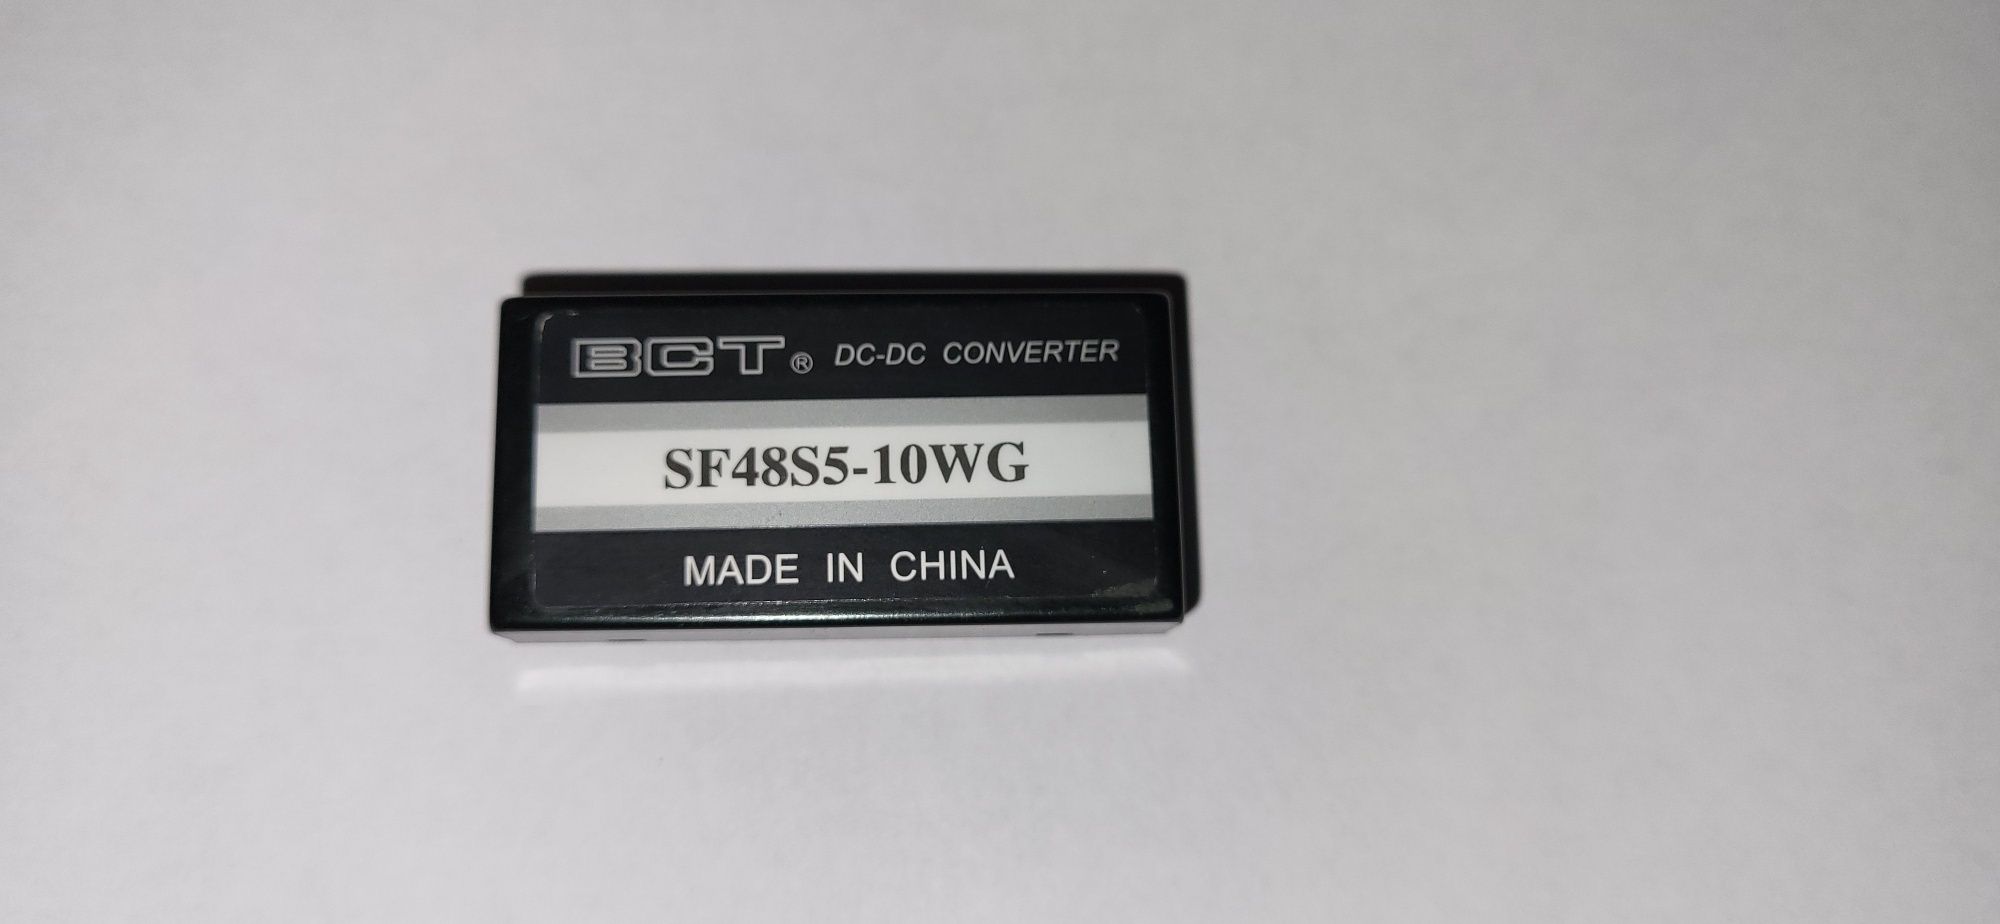 BCT® DC-DC CONVERTER
SF48S5-10WG
MADE IN CHINA